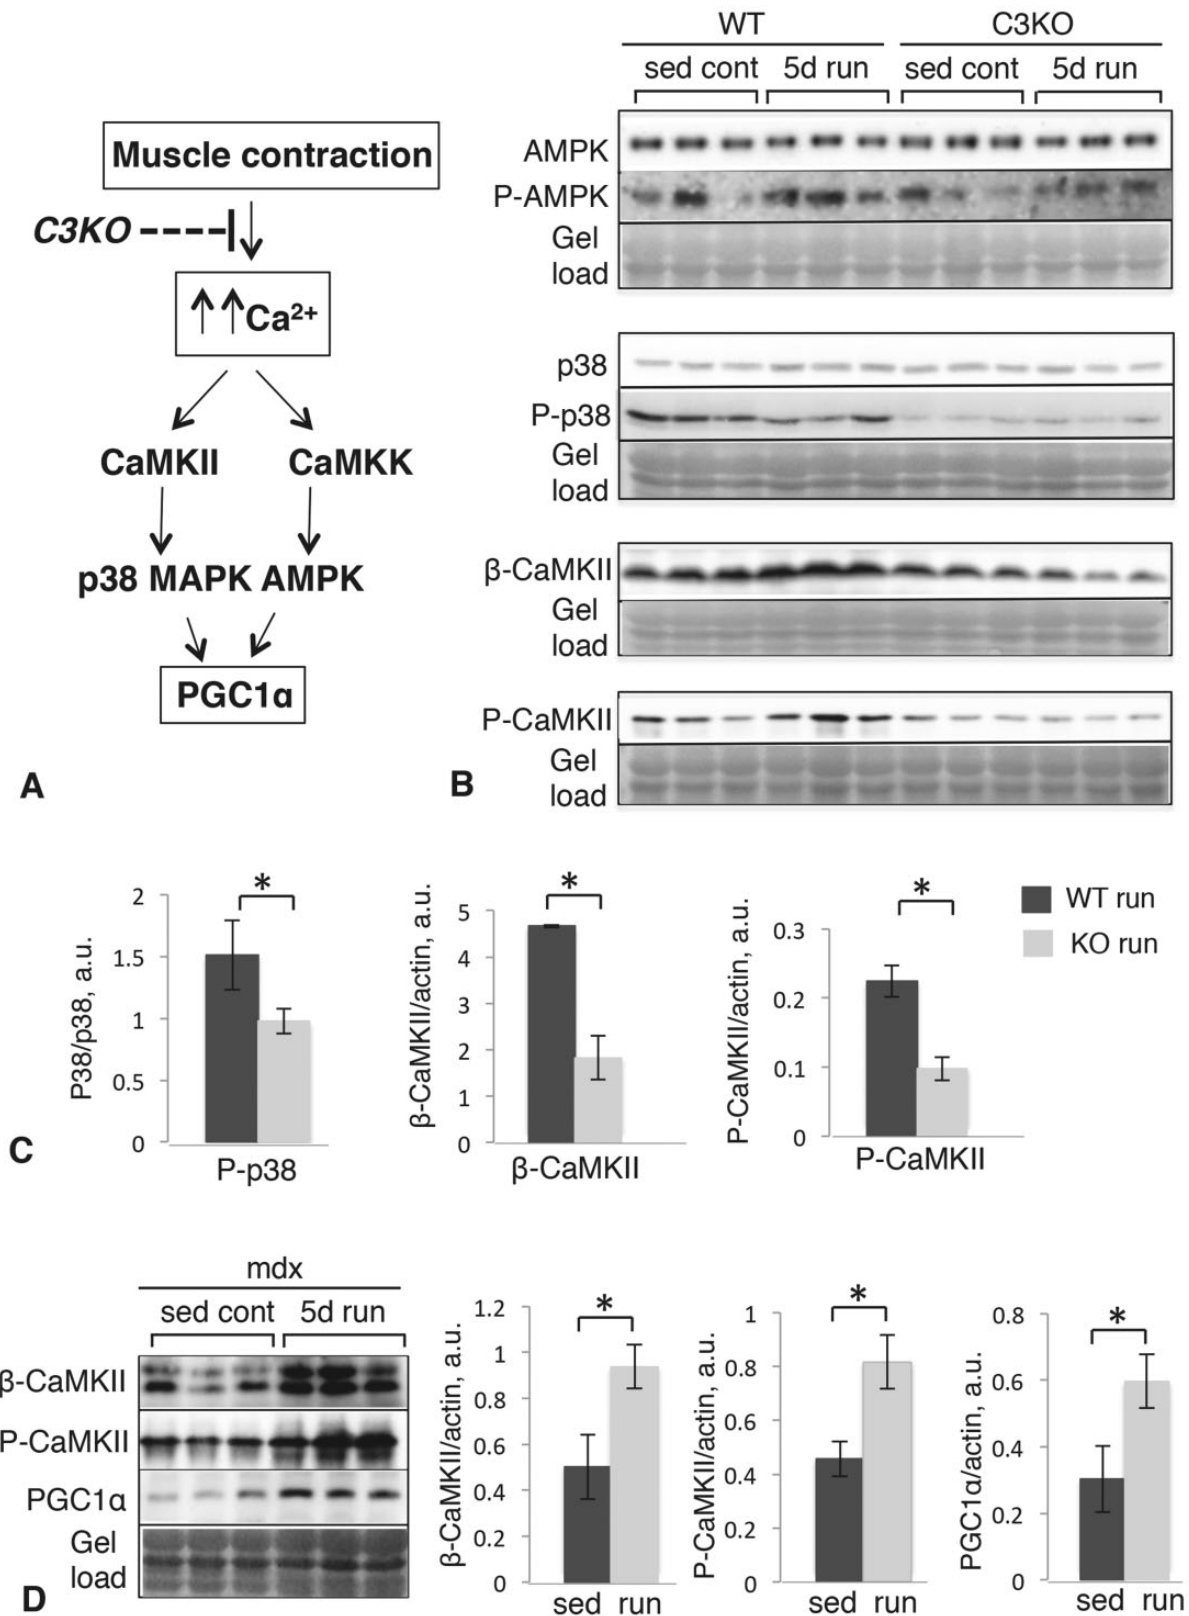 Muscle contraction
C3KO
Ca2+
CaMKII CaMKK
p38 MAPK AMPK
PGC1α
A
WT C3KO
sed cont 5d run sed cont 5d run
AMPK
P-AMPK
Gel
load
p38
P-p38
Gel
load
β-CaMKII
Gel
load
P-CaMKII
Gel
load
B
P38/p38, a.u.
2
1.5
1
0.5
0
*
P-p38
β-CaMKII/actin, a.u.
5
4
3
2
1
0
*
β-CaMKII
P-CaMKII/actin, a.u.
0.3
0.2
0.1
0
*
P-CaMKII
WT run
KO run
C
mdx
sed cont 5d run
β-CaMKII
P-CaMKII
PGC1α
Gel
load
D
β-CaMKII/actin, a.u.
1.2
1
0.8
0.6
0.4
0.2
0
*
sed run
P-CaMKII/actin, a.u.
1
0.8
0.6
0.4
0.2
0
*
sed run
PGC1α/actin, a.u.
0.8
0.6
0.4
0.2
0
*
sed run